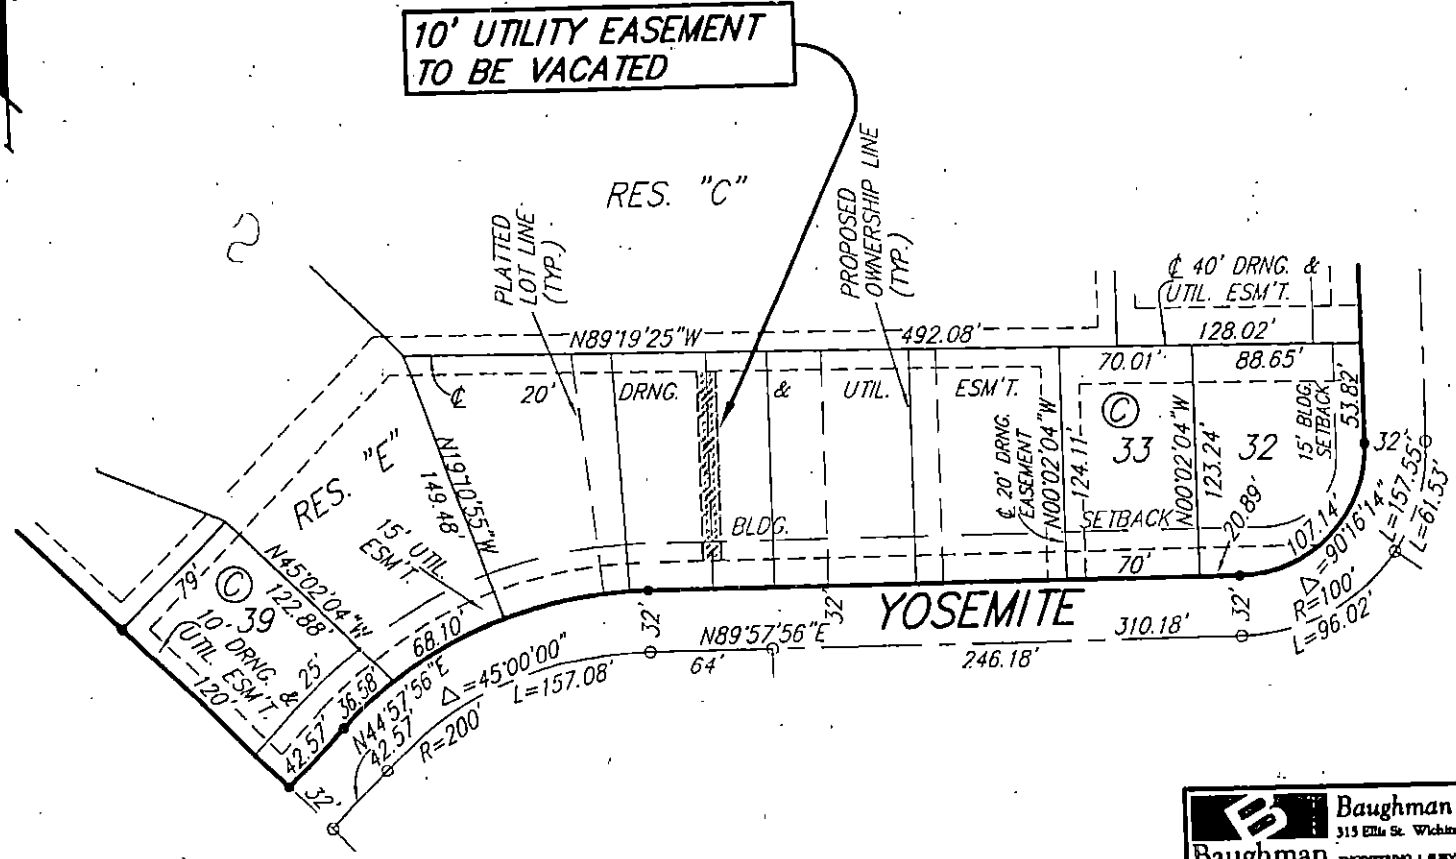 10' UTILITY EASEMENT
TO BE VACATED
RES. "C"
PLATTED
LOT LINE
(TYP.)
PROPOSED
OWNERSHIP LINE
(TYP.)
℄ 40' DRNG. &
UTIL. ESM'T.
N89°19'25"W
492.08'
128.02'
70.01'
88.65'
℄
20'
DRNG.
&
UTIL.
ESM'T.
RES.
"E"
N19°10'55"W
149.48'
15' UTIL.
ESM'T.
BLDG.
SETBACK
℄ 20' DRNG.
EASEMENT
N00°02'04"W
124.11'
C
33
N00°02'04"W
123.24'
32
15' BLDG.
SETBACK
53.82'
20.89'
107.14'
70'
32'
Δ=90°16'14"
R=100'
L=157.55'
L=61.53'
L=96.02'
79'
C
39
10' DRNG. &
UTIL. ESM'T.
120'
25'
N45°02'04"W
122.88'
42.57'
36.58'
68.10'
N44°57'56"E
42.57'
Δ=45°00'00"
L=157.08'
R=200'
32'
32'
N89°57'56"E
64'
32'
YOSEMITE
246.18'
310.18'
32'
Baughman
315 Ellis St.
Baughman